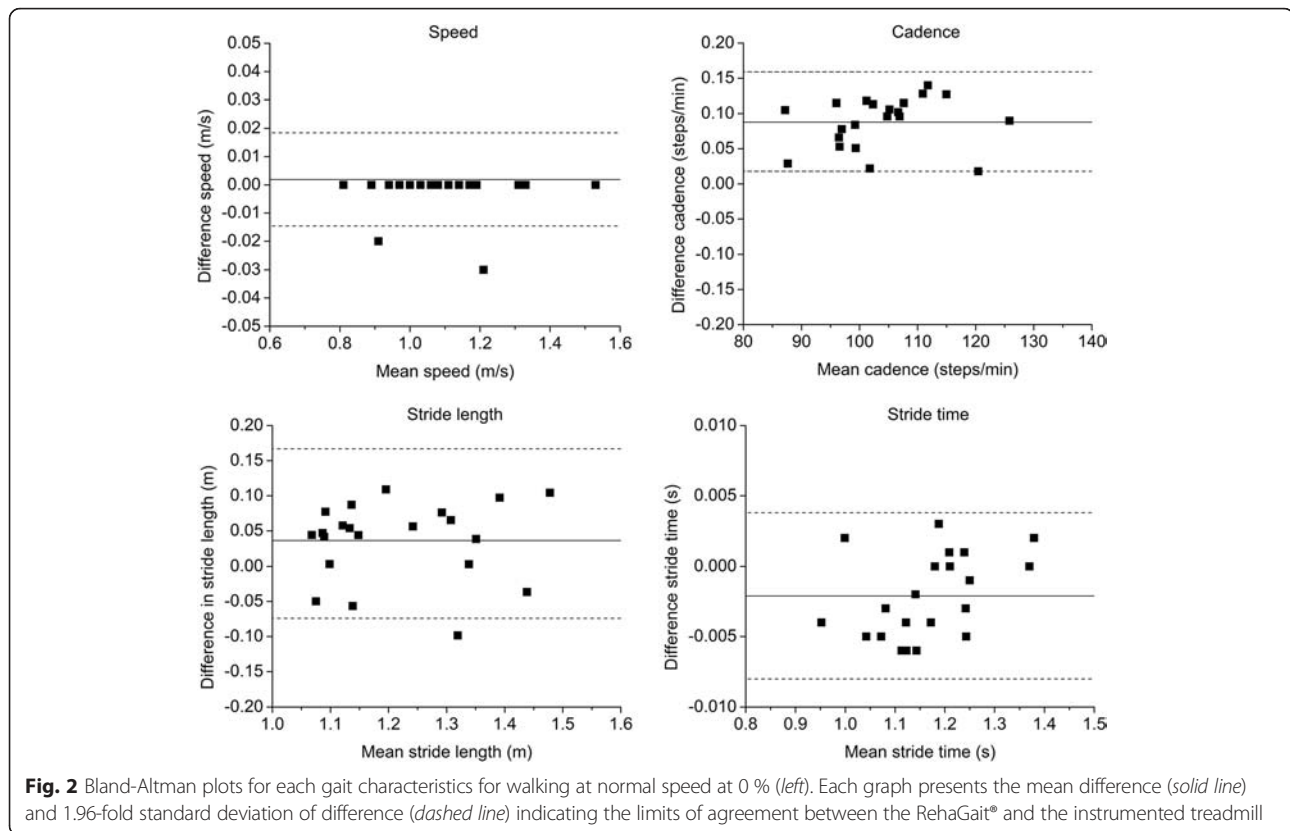 Speed
0.05
0.04
0.03
0.02
0.01
0.00
-0.01
-0.02
-0.03
-0.04
-0.05
Difference speed (m/s)
0.6 0.8 1.0 1.2 1.4 1.6
Mean speed (m/s)
Cadence
0.20
0.15
0.10
0.05
0.00
-0.05
-0.10
-0.15
-0.20
Difference cadence (steps/min)
80 90 100 110 120 130 140
Mean cadence (steps/min)
Stride length
0.20
0.15
0.10
0.05
0.00
-0.05
-0.10
-0.15
-0.20
Difference in stride length (m)
1.0 1.1 1.2 1.3 1.4 1.5 1.6
Mean stride length (m)
Stride time
0.010
0.005
0.000
-0.005
-0.010
Difference stride time (s)
0.8 0.9 1.0 1.1 1.2 1.3 1.4 1.5
Mean stride time (s)
Fig. 2 Bland-Altman plots for each gait characteristics for walking at normal speed at 0 % (left). Each graph presents the mean difference (solid line)
and 1.96-fold standard deviation of difference (dashed line) indicating the limits of agreement between the RehaGait® and the instrumented treadmill